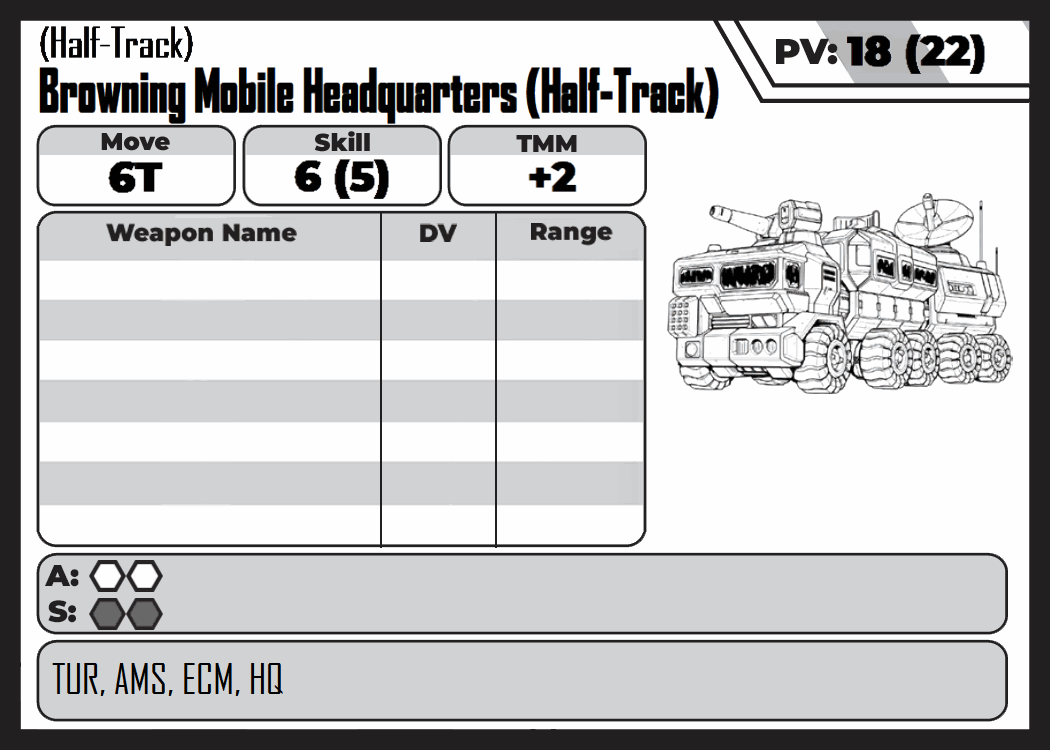 (Half-Track)
PV: 18 (22)
Browning Mobile Headquarters (Half-Track)
Move
6T
Skill
6 (5)
TMM
+2
Weapon Name DV Range
A:
S:
TUR, AMS, ECM, HQ